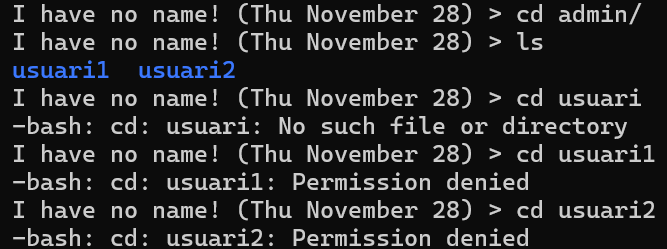 I have no name! (Thu November 28) > cd admin/
I have no name! (Thu November 28) > ls
usuari1  usuari2
I have no name! (Thu November 28) > cd usuari
-bash: cd: usuari: No such file or directory
I have no name! (Thu November 28) > cd usuari1
-bash: cd: usuari1: Permission denied
I have no name! (Thu November 28) > cd usuari2
-bash: cd: usuari2: Permission denied